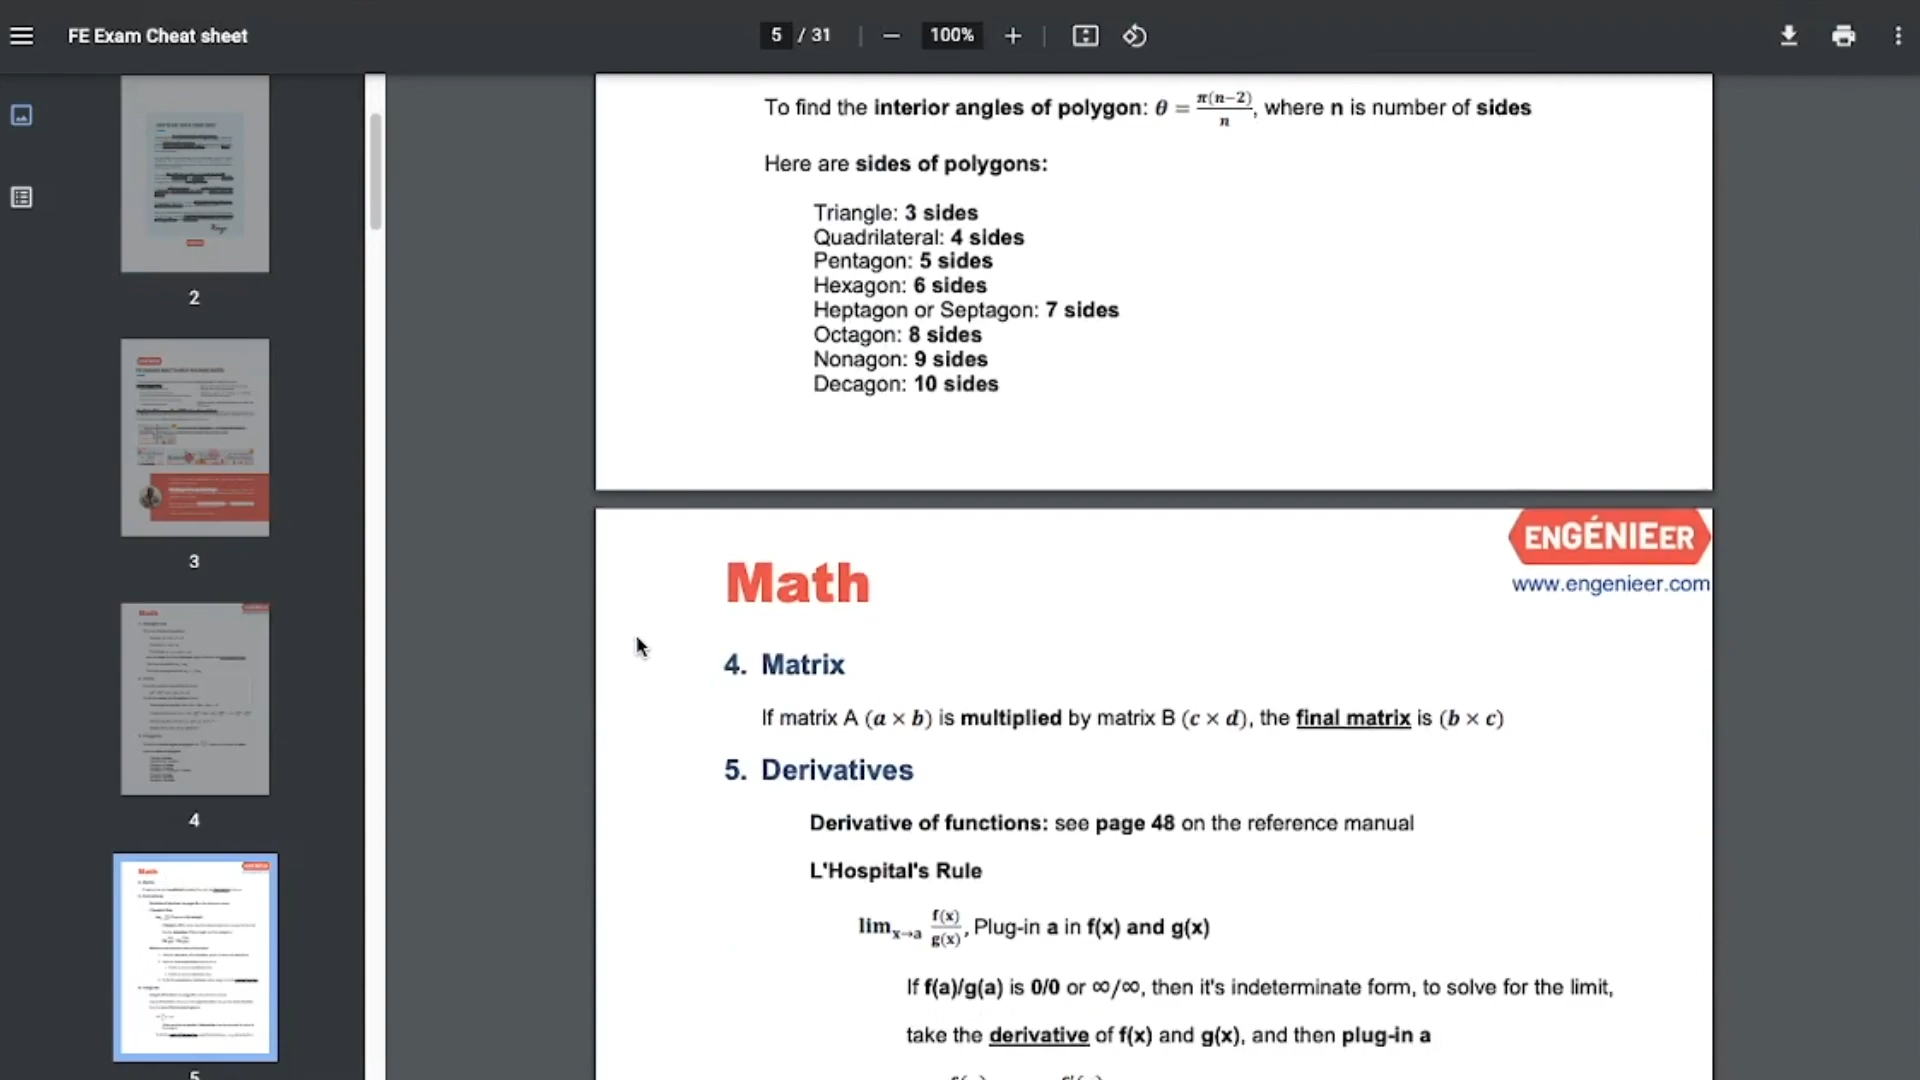 FE Exam Cheat sheet
5 / 31
100%
2
3
4
5
To find the interior angles of polygon: θ = π(n−2)/n, where n is number of sides
Here are sides of polygons:
Triangle: 3 sides
Quadrilateral: 4 sides
Pentagon: 5 sides
Hexagon: 6 sides
Heptagon or Septagon: 7 sides
Octagon: 8 sides
Nonagon: 9 sides
Decagon: 10 sides
ENGÉNIEER
www.engenieer.com
Math
4. Matrix
If matrix A (a × b) is multiplied by matrix B (c × d), the final matrix is (b × c)
5. Derivatives
Derivative of functions: see page 48 on the reference manual
L'Hospital's Rule
lim x→a f(x)/g(x), Plug-in a in f(x) and g(x)
If f(a)/g(a) is 0/0 or ∞/∞, then it's indeterminate form, to solve for the limit,
take the derivative of f(x) and g(x), and then plug-in a